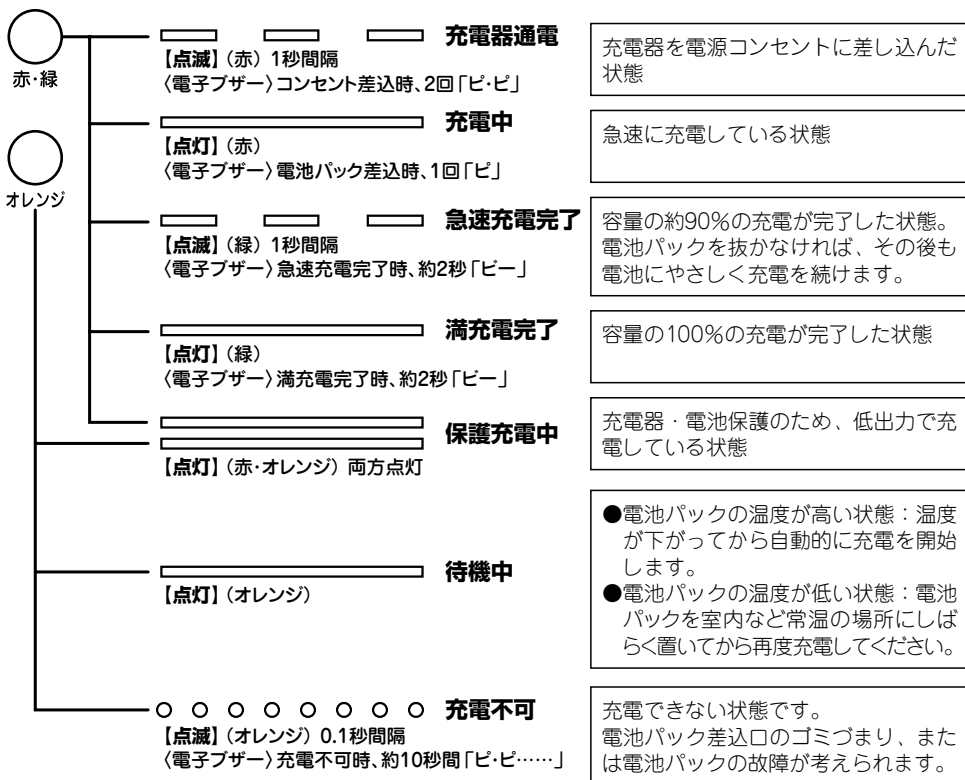 赤・緑
オレンジ
充電器通電
【点滅】（赤）1秒間隔
〈電子ブザー〉コンセント差込時、2回「ピ・ピ」
充電器を電源コンセントに差し込んだ
状態
充電中
【点灯】（赤）
〈電子ブザー〉電池パック差込時、1回「ピ」
急速に充電している状態
急速充電完了
【点滅】（緑）1秒間隔
〈電子ブザー〉急速充電完了時、約2秒「ピー」
容量の約90%の充電が完了した状態。
電池パックを抜かなければ、その後も
電池にやさしく充電を続けます。
満充電完了
【点灯】（緑）
〈電子ブザー〉満充電完了時、約2秒「ピー」
容量の100%の充電が完了した状態
保護充電中
【点灯】（赤・オレンジ）両方点灯
充電器・電池保護のため、低出力で充
電している状態
待機中
【点灯】（オレンジ）
●電池パックの温度が高い状態：温度
が下がってから自動的に充電を開始
します。
●電池パックの温度が低い状態：電池
パックを室内など常温の場所にしば
らく置いてから再度充電してください。
充電不可
【点滅】（オレンジ）0.1秒間隔
〈電子ブザー〉充電不可時、約10秒間「ピ・ピ……」
充電できない状態です。
電池パック差込口のゴミづまり、また
は電池パックの故障が考えられます。